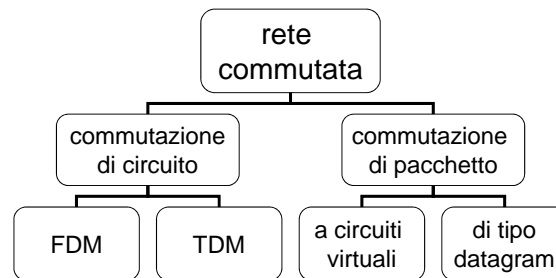 rete
commutata
commutazione
di circuito
commutazione
di pacchetto
FDM
TDM
a circuiti
virtuali
di tipo
datagram